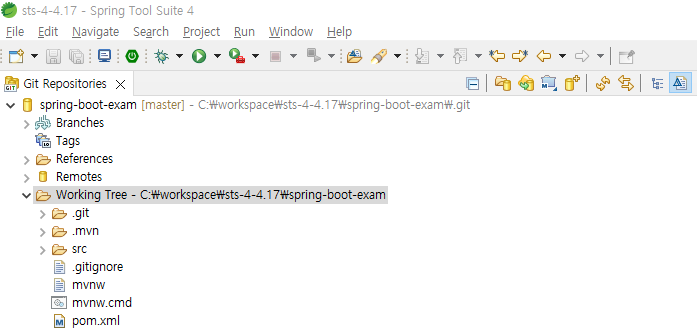 sts-4-4.17 - Spring Tool Suite 4
File Edit Navigate Search Project Run Window Help
Git Repositories
spring-boot-exam [master] - C:₩workspace₩sts-4-4.17₩spring-boot-exam₩.git
Branches
Tags
References
Remotes
Working Tree - C:₩workspace₩sts-4-4.17₩spring-boot-exam
.git
.mvn
src
.gitignore
mvnw
mvnw.cmd
pom.xml